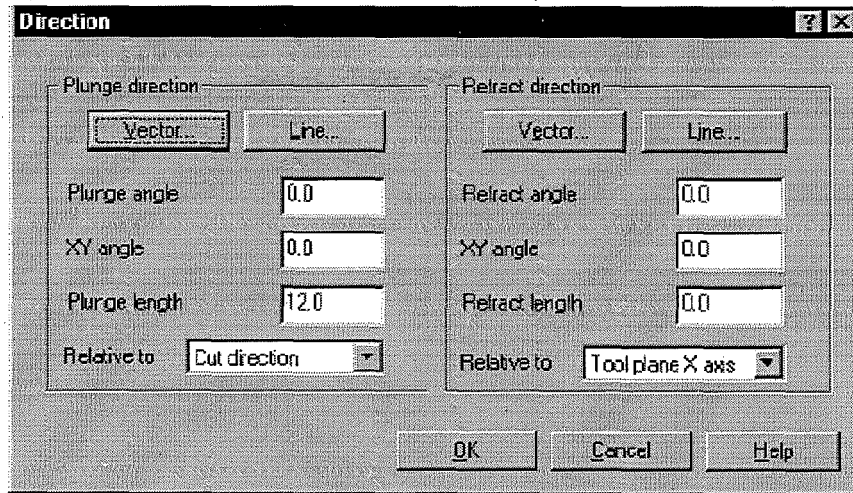 Direction
Plunge direction
Vector... Line...
Plunge angle 0.0
XY angle 0.0
Plunge length 12.0
Relative to Cut direction
Retract direction
Vector... Line...
Retract angle 0.0
XY angle 0.0
Retract length 0.0
Relative to Tool plane X axis
OK Cancel Help